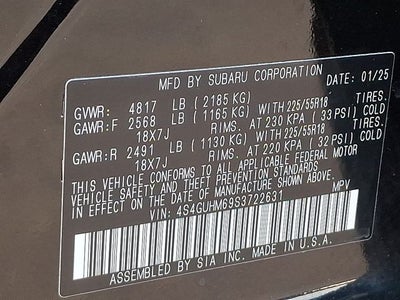 MFD BY SUBARU CORPORATION DATE: 01/25
GVWR: 4817 LB (2185 KG) TIRES.
GAWR:F 2568 LB (1165 KG) WITH 225/55R18
18X7J RIMS. AT 230 KPA (33 PSI) COLD
GAWR:R 2491 LB (1130 KG) WITH 225/55R18 TIRES.
18X7J RIMS. AT 220 KPA (32 PSI) COLD
THIS VEHICLE CONFORMS TO ALL APPLICABLE FEDERAL MOTOR
VEHICLE SAFETY AND THEFT PREVENTION STANDARDS
IN EFFECT ON THE DATE OF MANUFACTURE SHOWN ABOVE.
VIN: 4S4GUHM69S3722631 MPV
ASSEMBLED BY SIA INC. MADE IN U.S.A.